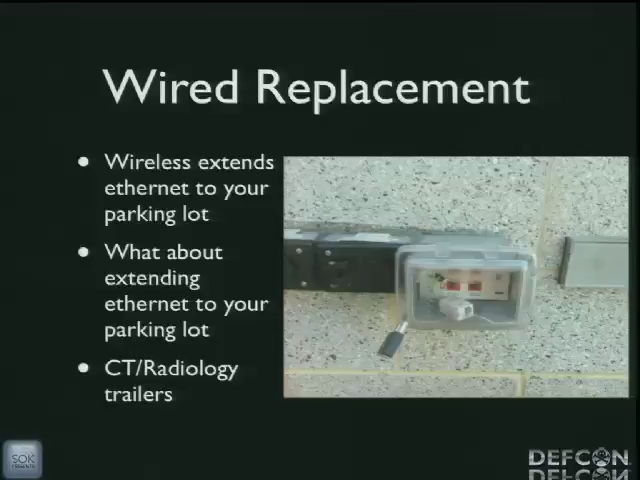 Wired Replacement
Wireless extends
ethernet to your
parking lot
What about
extending
ethernet to your
parking lot
CT/Radiology
trailers
SOK
DEFCON